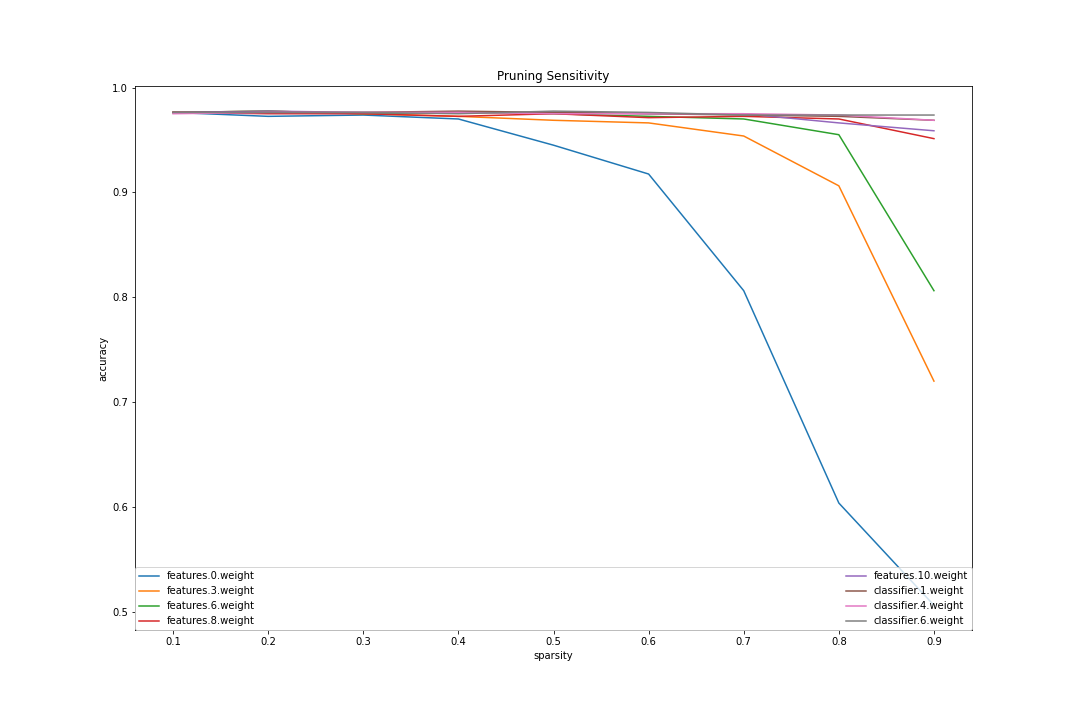 Pruning Sensitivity
1.0
0.9
0.8
0.7
0.6
0.5
accuracy
features.0.weight
features.3.weight
features.6.weight
features.8.weight
features.10.weight
classifier.1.weight
classifier.4.weight
classifier.6.weight
0.1 0.2 0.3 0.4 0.5 0.6 0.7 0.8 0.9
sparsity